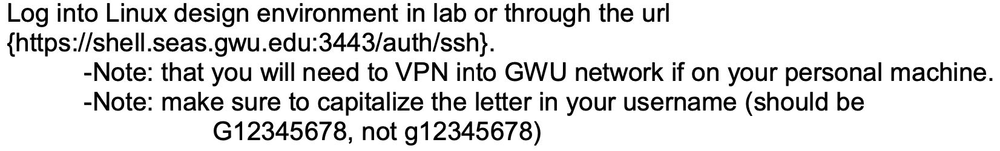 Log into Linux design environment in lab or through the url
{https://shell.seas.gwu.edu:3443/auth/ssh}.
-Note: that you will need to VPN into GWU network if on your personal machine.
-Note: make sure to capitalize the letter in your username (should be
G12345678, not g12345678)